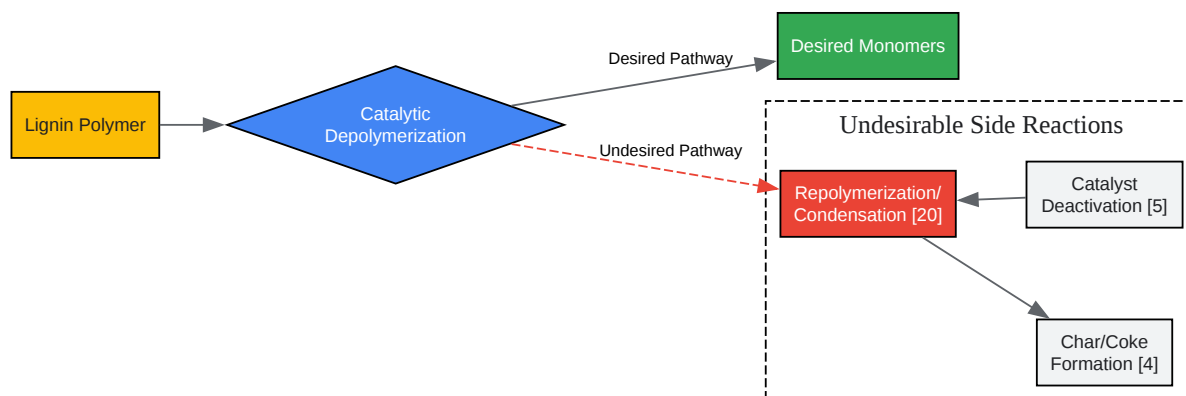 Lignin Polymer
Catalytic
Depolymerization
Desired Pathway
Undesired Pathway
Desired Monomers
Undesirable Side Reactions
Repolymerization/
Condensation [20]
Catalyst
Deactivation [5]
Char/Coke
Formation [4]